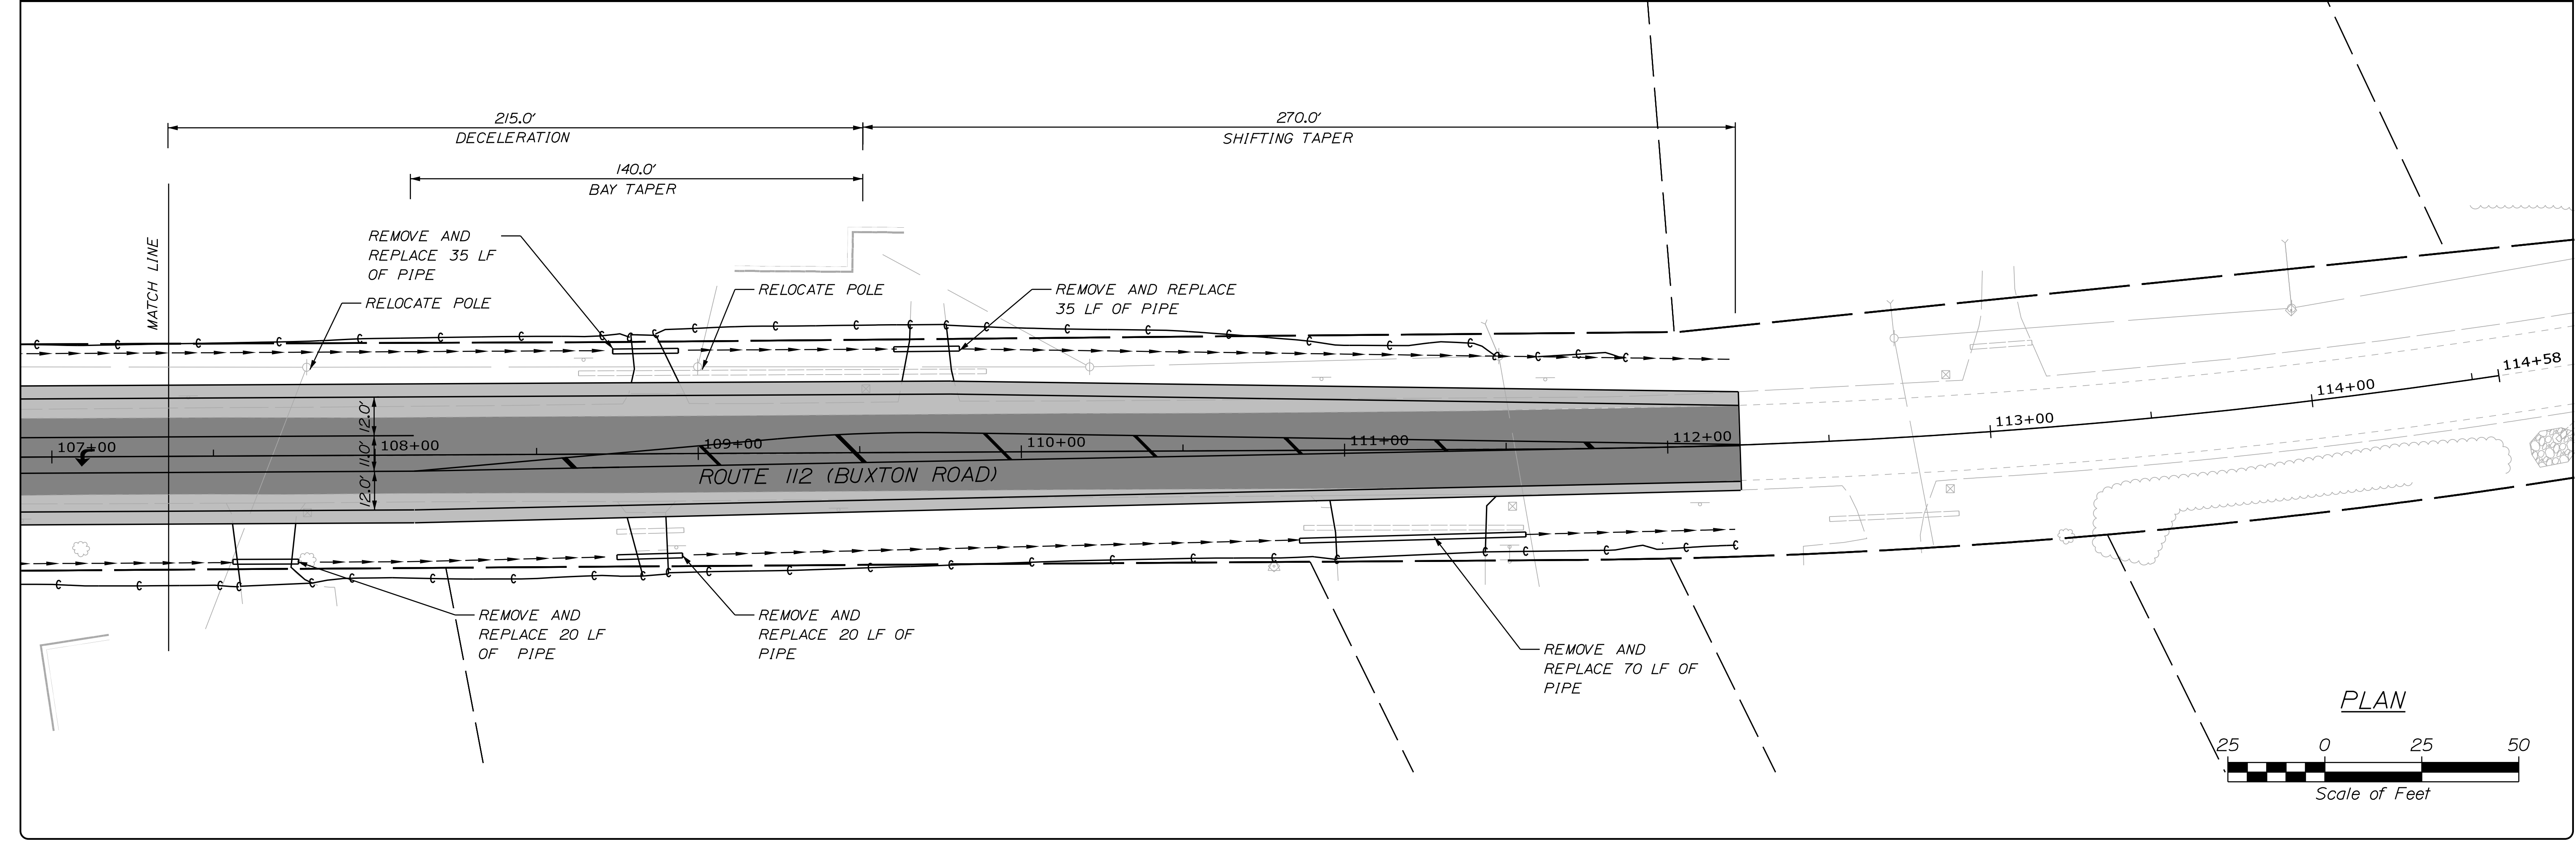 215.0'
DECELERATION
270.0'
SHIFTING TAPER
140.0'
BAY TAPER
MATCH LINE
REMOVE AND
REPLACE 35 LF
OF PIPE
RELOCATE POLE
RELOCATE POLE
REMOVE AND REPLACE
35 LF OF PIPE
12.0'
11.0'
12.0'
107+00
108+00
109+00
110+00
111+00
112+00
113+00
114+00
114+58
ROUTE 112 (BUXTON ROAD)
REMOVE AND
REPLACE 20 LF
OF PIPE
REMOVE AND
REPLACE 20 LF OF
PIPE
REMOVE AND
REPLACE 70 LF OF
PIPE
PLAN
25 0 25 50
Scale of Feet